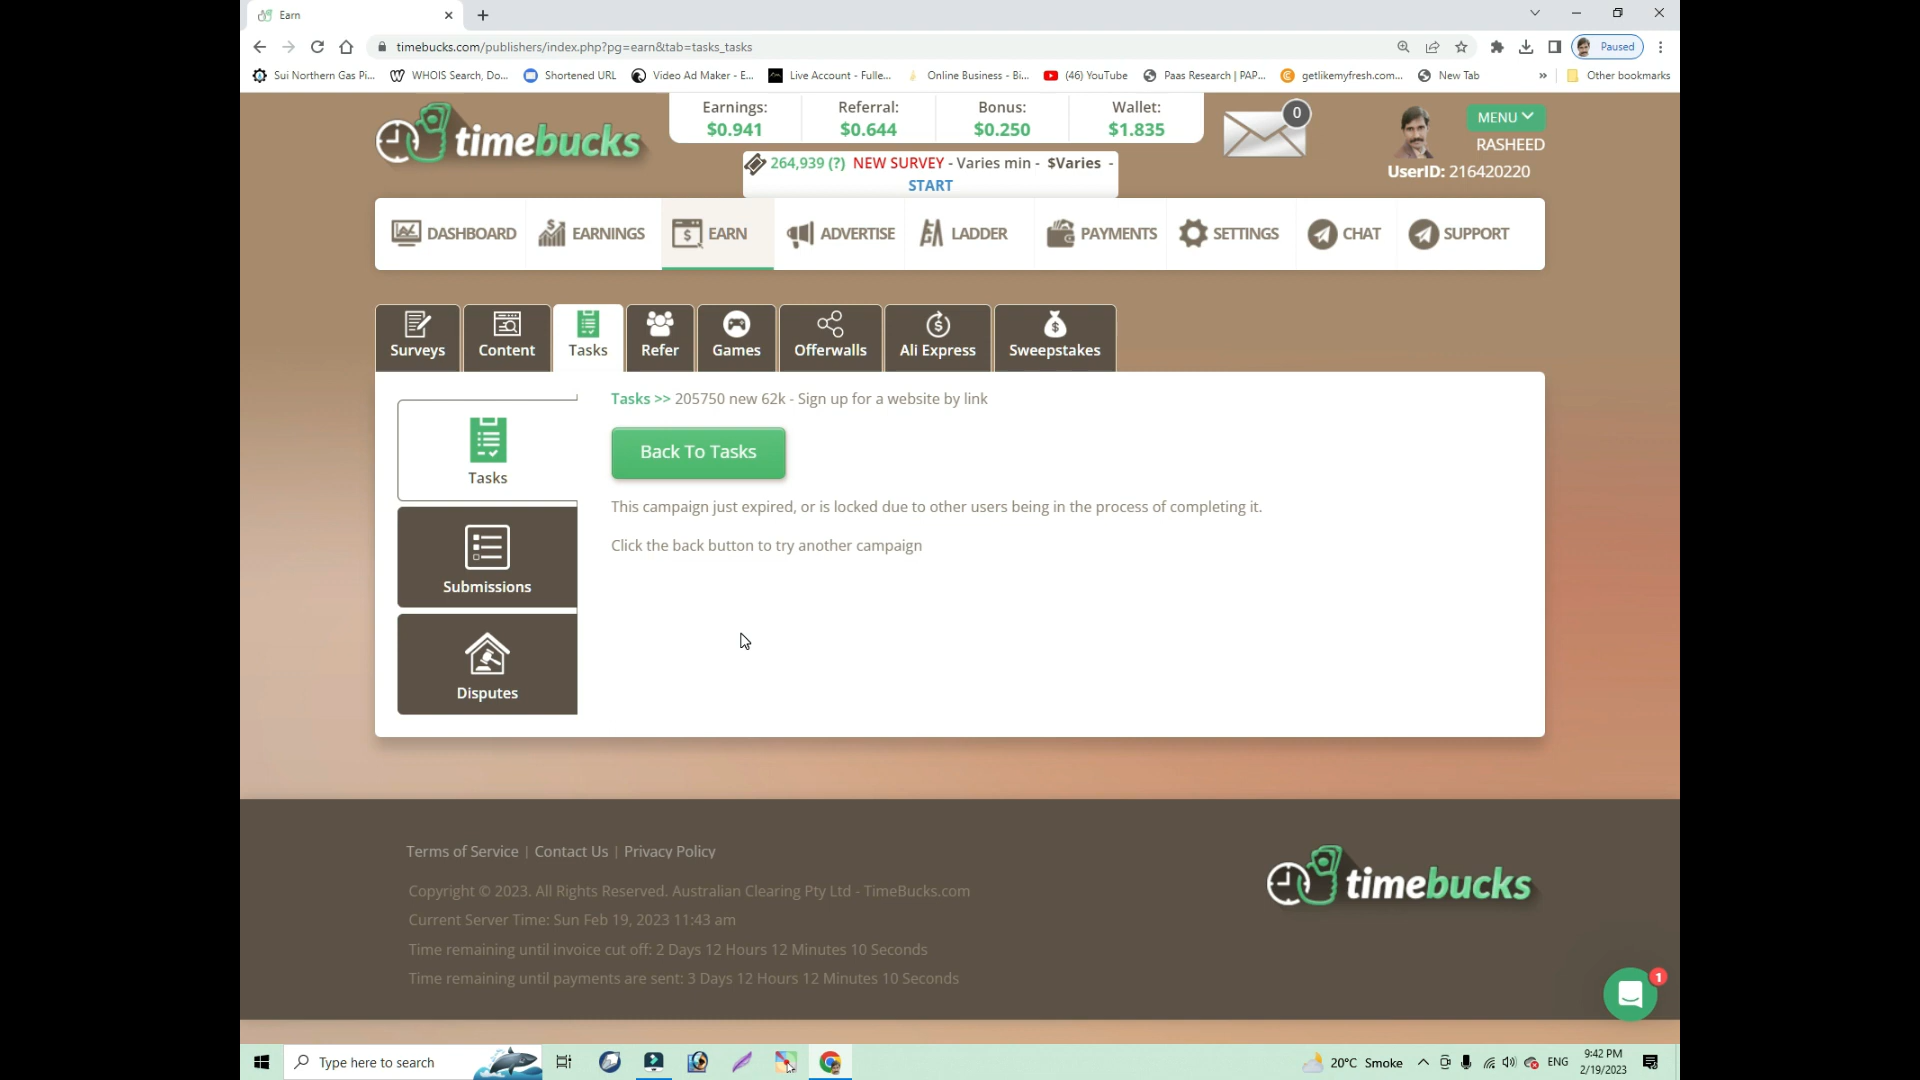 Earn
timebucks.com/publishers/index.php?pg=earn&tab=tasks_tasks
Paused
Sui Northern Gas Pi...
WHOIS Search, Do...
Shortened URL
Video Ad Maker - E...
Live Account - Fulle...
Online Business - Bi...
(46) YouTube
Paas Research | PAP...
getlikemyfresh.com...
New Tab
»
Other bookmarks
timebucks
Earnings:
$0.941
Referral:
$0.644
Bonus:
$0.250
Wallet:
$1.835
0
MENU
RASHEED
UserID: 216420220
264,939 (?) NEW SURVEY - Varies min - $Varies -
START
DASHBOARD
EARNINGS
EARN
ADVERTISE
LADDER
PAYMENTS
SETTINGS
CHAT
SUPPORT
Surveys
Content
Tasks
Refer
Games
Offerwalls
Ali Express
Sweepstakes
Tasks
Submissions
Disputes
Tasks >> 205750 new 62k - Sign up for a website by link
Back To Tasks
This campaign just expired, or is locked due to other users being in the process of completing it.
Click the back button to try another campaign
Terms of Service | Contact Us | Privacy Policy
Copyright © 2023. All Rights Reserved. Australian Clearing Pty Ltd - TimeBucks.com
Current Server Time: Sun Feb 19, 2023 11:43 am
Time remaining until invoice cut off: 2 Days 12 Hours 12 Minutes 10 Seconds
Time remaining until payments are sent: 3 Days 12 Hours 12 Minutes 10 Seconds
timebucks
1
Type here to search
20°C Smoke
ENG
9:42 PM
2/19/2023